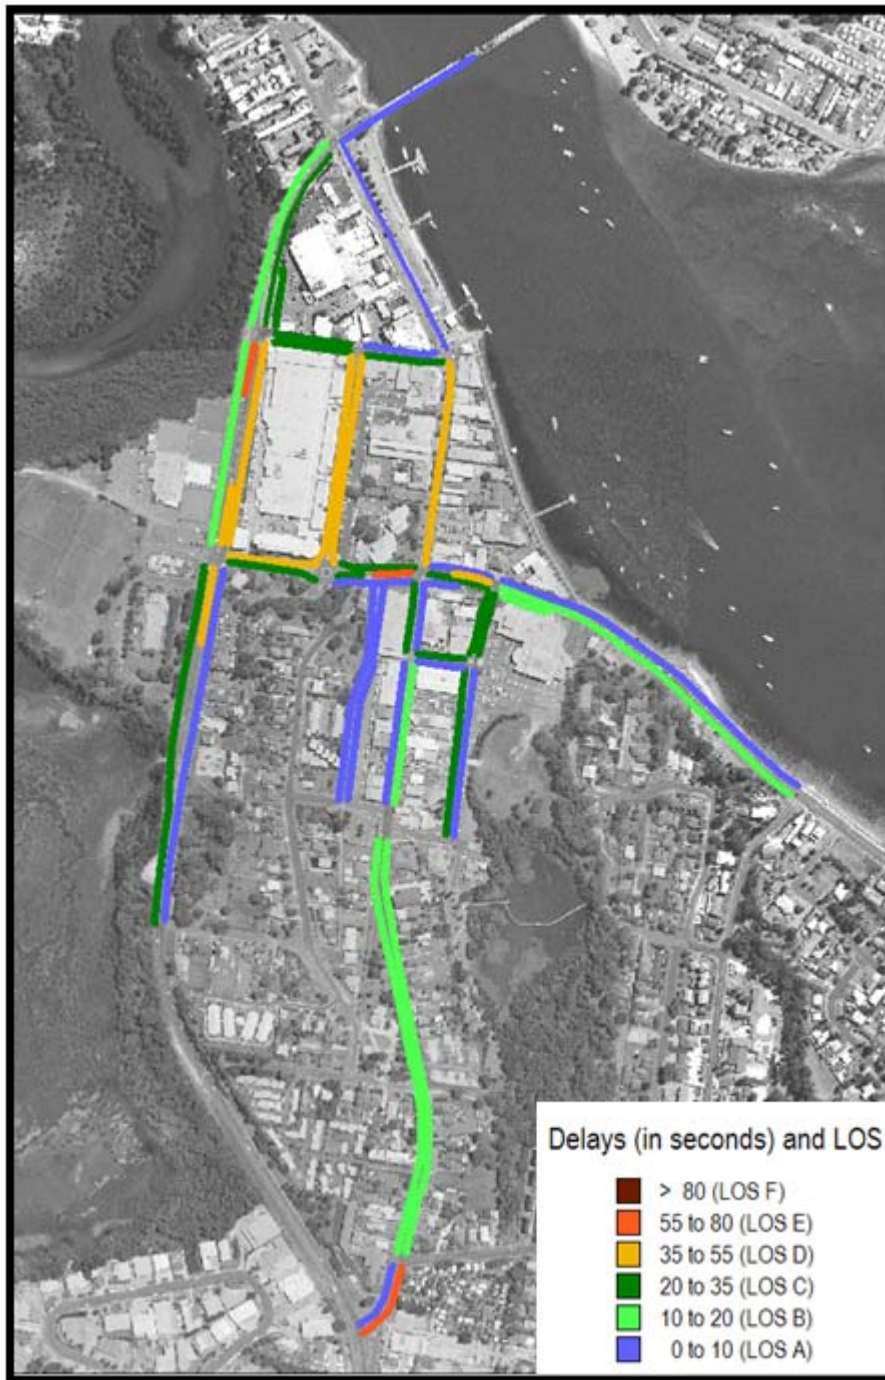 Delays (in seconds) and LOS
> 80 (LOS F)
55 to 80 (LOS E)
35 to 55 (LOS D)
20 to 35 (LOS C)
10 to 20 (LOS B)
0 to 10 (LOS A)